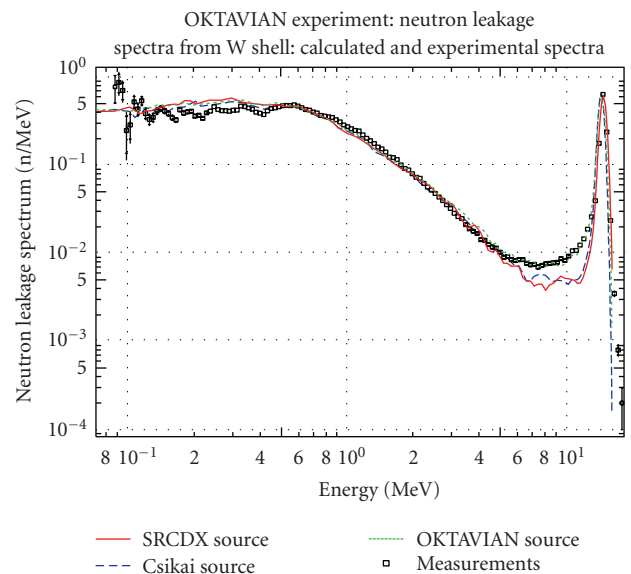 OKTAVIAN experiment: neutron leakage
spectra from W shell: calculated and experimental spectra
Neutron leakage spectrum (n/MeV)
10⁰
5
10⁻¹
5
10⁻²
5
10⁻³
5
10⁻⁴
8 10⁻¹ 2 4 6 8 10⁰ 2 4 6 8 10¹
Energy (MeV)
SRCDX source
Csikai source
OKTAVIAN source
Measurements